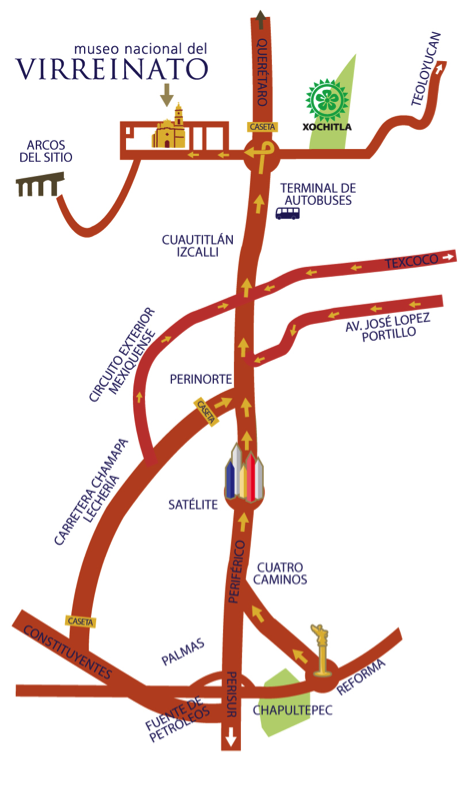 museo nacional del
VIRREINATO
QUERÉTARO
CASETA
XOCHITLA
TEOLOYUCAN
ARCOS
DEL SITIO
TERMINAL DE
AUTOBUSES
CUAUTITLÁN
IZCALLI
TEXCOCO
AV. JOSÉ LOPEZ
PORTILLO
CIRCUITO EXTERIOR
MEXIQUENSE
PERINORTE
CASETA
CARRETERA CHAMAPA
LECHERÍA
SATÉLITE
PERIFÉRICO
CUATRO
CAMINOS
CASETA
CONSTITUYENTES
PALMAS
PERISUR
REFORMA
FUENTE DE
PETRÓLEOS
CHAPULTEPEC